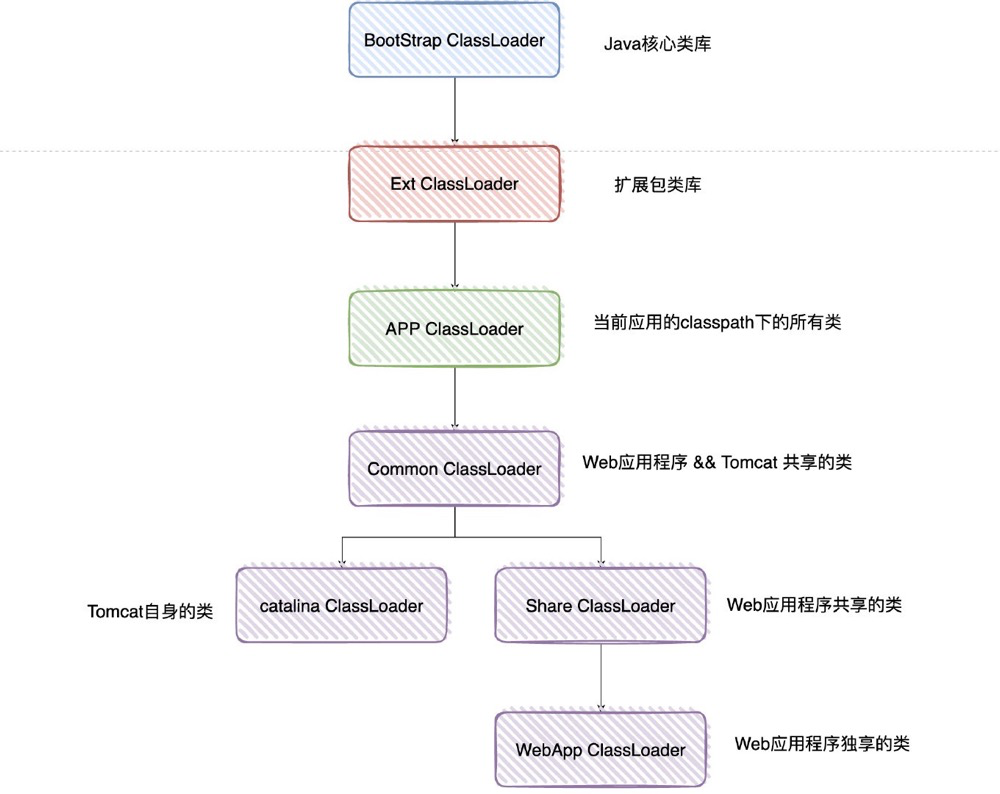 BootStrap ClassLoader
Java核心类库
Ext ClassLoader
扩展包类库
APP ClassLoader
当前应用的classpath下的所有类
Common ClassLoader
Web应用程序 && Tomcat 共享的类
Tomcat自身的类
catalina ClassLoader
Share ClassLoader
Web应用程序共享的类
WebApp ClassLoader
Web应用程序独享的类